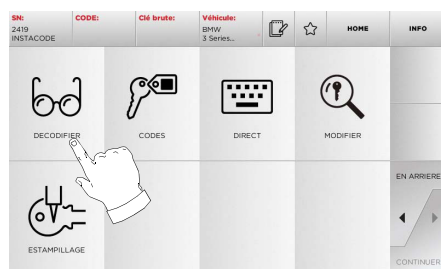 SN:
2419
INSTACODE
CODE:
Clé brute:
Véhicule:
BMW
3 Series...
HOME
INFO
DECODIFIER
CODES
DIRECT
MODIFIER
ESTAMPILLAGE
EN ARRIERE
CONTINUER